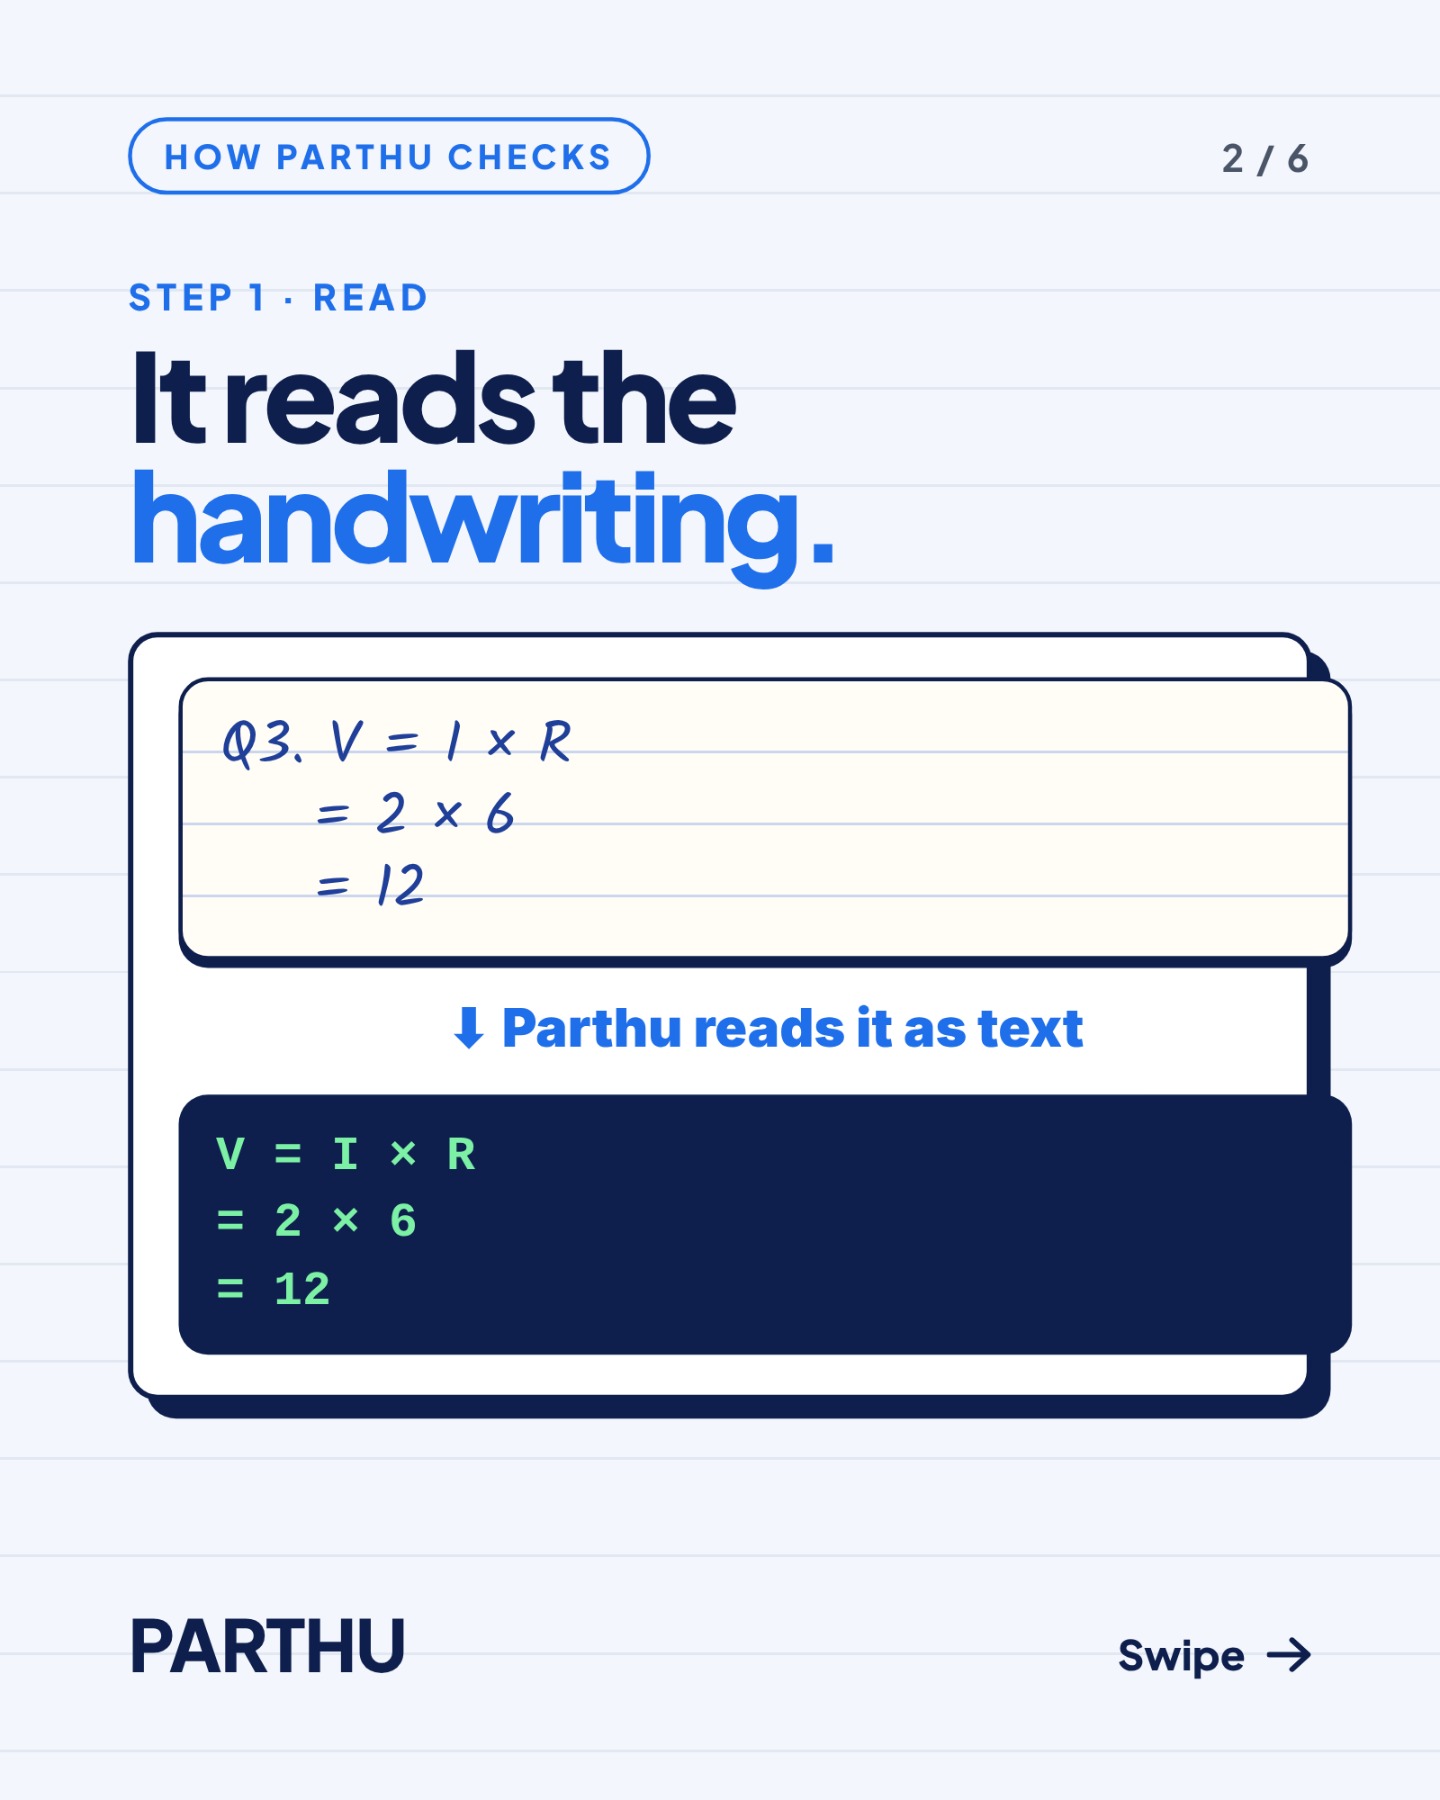 HOW PARTHU CHECKS
2 / 6
STEP 1 · READ
It reads the
handwriting.
Q3. V = I × R
= 2 × 6
= 12
⬇ Parthu reads it as text
V = I × R
= 2 × 6
= 12
PARTHU
Swipe →